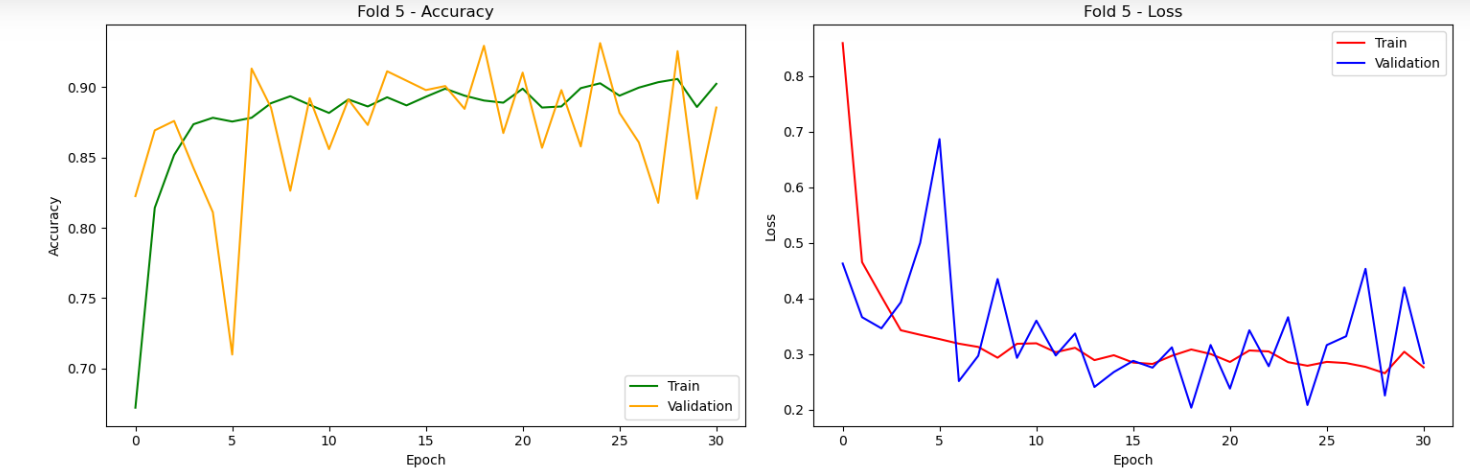 Fold 5 - Accuracy
Accuracy
0.90
0.85
0.80
0.75
0.70
Train
Validation
0 5 10 15 20 25 30
Epoch
Fold 5 - Loss
Loss
0.8
0.7
0.6
0.5
0.4
0.3
0.2
Train
Validation
0 5 10 15 20 25 30
Epoch